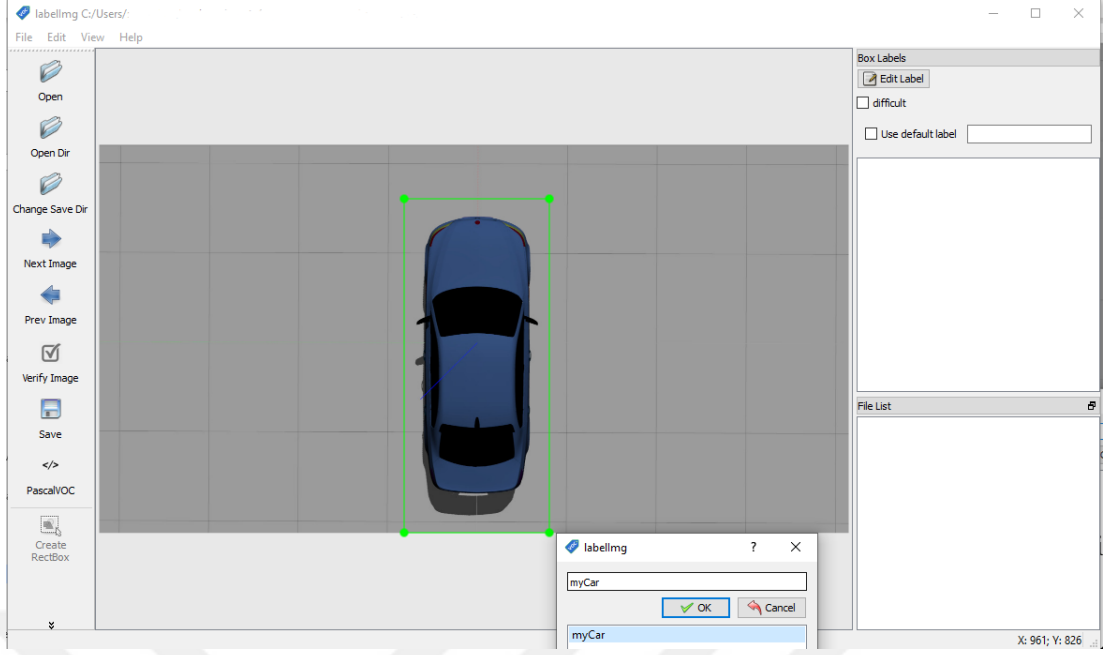 labelImg C:/Users/
File Edit View Help
Open
Open Dir
Change Save Dir
Next Image
Prev Image
Verify Image
Save
</>
PascalVOC
Create
RectBox
Box Labels
Edit Label
difficult
Use default label
File List
labelImg ?
myCar
OK Cancel
myCar
X: 961; Y: 826